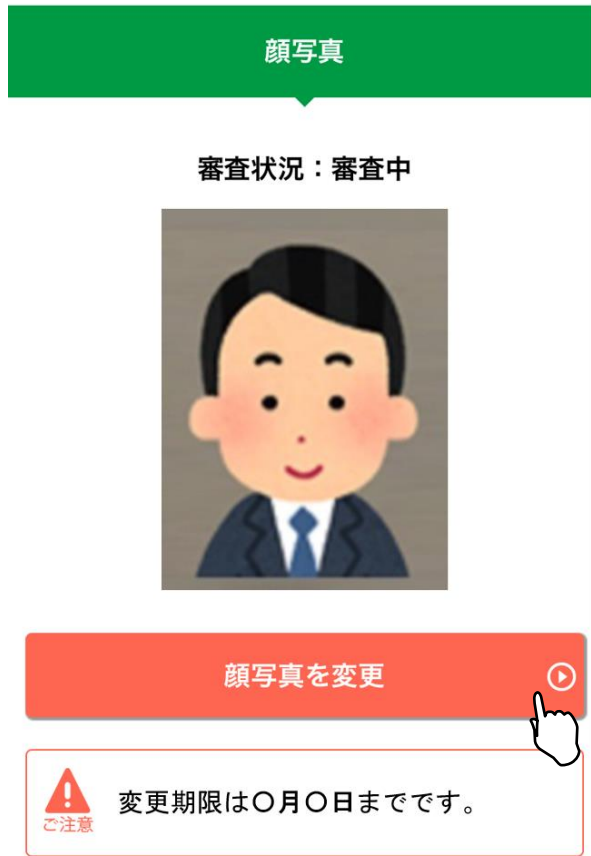 顔写真
審査状況：審査中
顔写真を変更
ご注意
変更期限は〇月〇日までです。